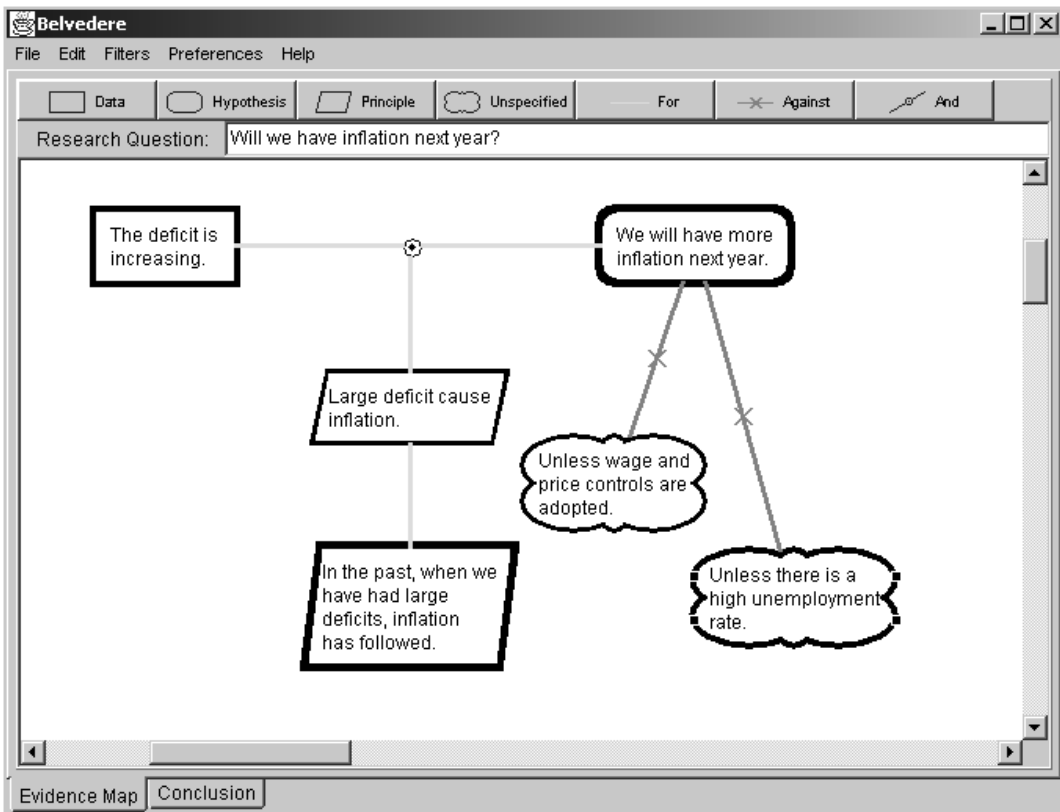 Belvedere
File Edit Filters Preferences Help
Data Hypothesis Principle Unspecified For Against And
Research Question: Will we have inflation next year?
The deficit is
increasing.
We will have more
inflation next year.
Large deficit cause
inflation.
Unless wage and
price controls are
adopted.
In the past, when we
have had large
deficits, inflation
has followed.
Unless there is a
high unemployment
rate.
Evidence Map Conclusion